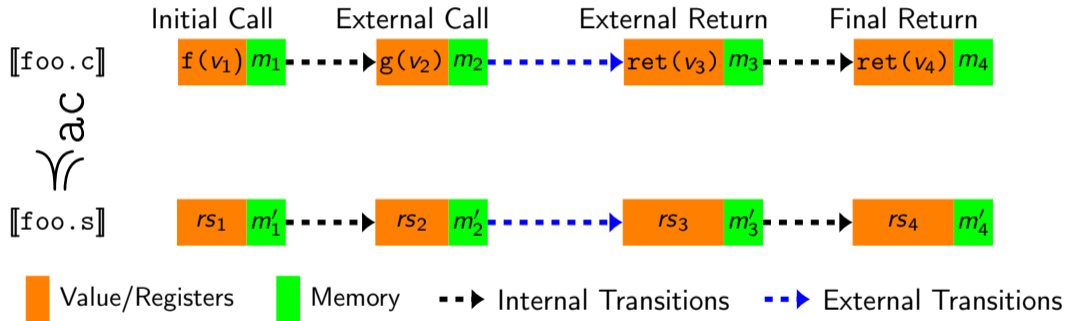 Initial Call External Call External Return Final Return
⟦foo.c⟧ f(v₁) m₁ g(v₂) m₂ ret(v₃) m₃ ret(v₄) m₄
ac
⟦foo.s⟧ rs₁ m′₁ rs₂ m′₂ rs₃ m′₃ rs₄ m′₄
Value/Registers Memory Internal Transitions External Transitions